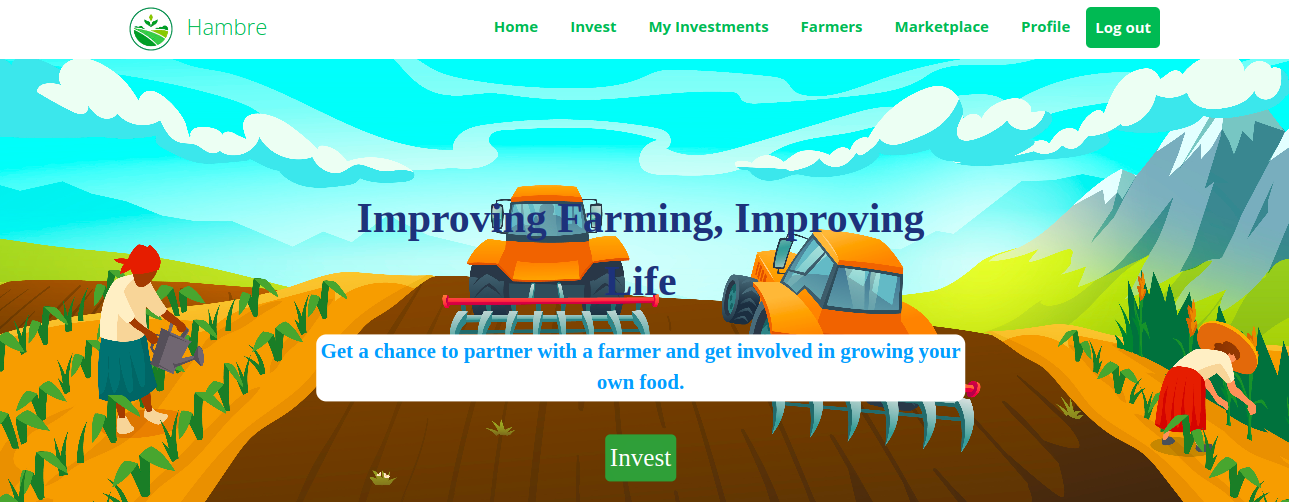 Hambre
Home Invest My Investments Farmers Marketplace Profile Log out
Improving Farming, Improving
Life
Get a chance to partner with a farmer and get involved in growing your
own food.
Invest